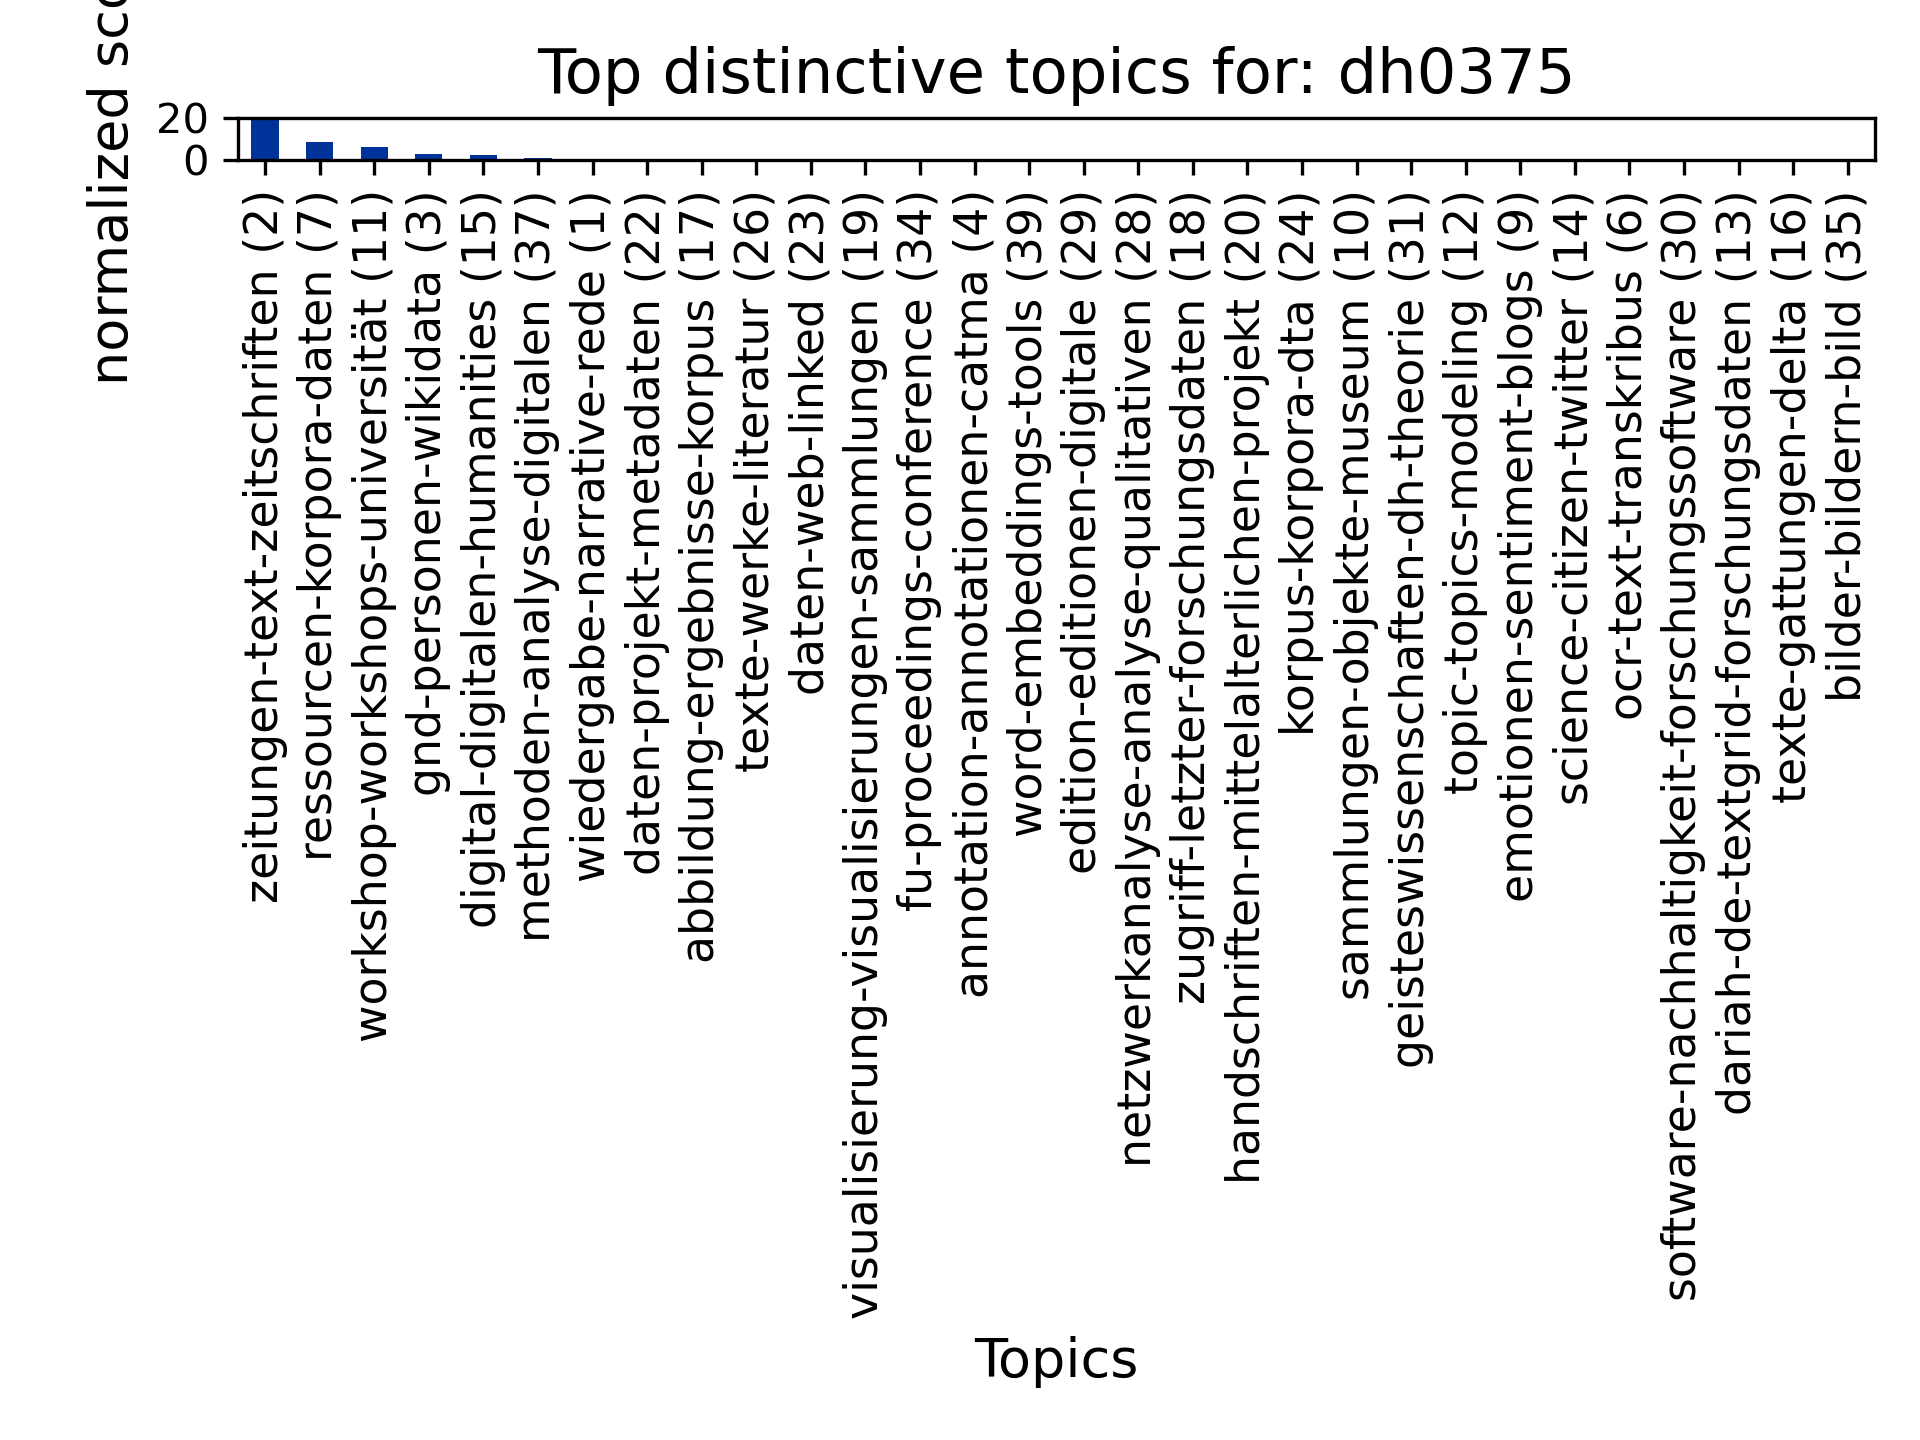 Top distinctive topics for: dh0375
normalized
20
0
zeitungen-text-zeitschriften (2)
ressourcen-korpora-daten (7)
workshop-workshops-universität (11)
gnd-personen-wikidata (3)
digital-digitalen-humanities (15)
methoden-analyse-digitalen (37)
wiedergabe-narrative-rede (1)
daten-projekt-metadaten (22)
abbildung-ergebnisse-korpus (17)
texte-werke-literatur (26)
daten-web-linked (23)
visualisierung-visualisierungen-sammlungen (19)
fu-proceedings-conference (34)
annotation-annotationen-catma (4)
word-embeddings-tools (39)
edition-editionen-digitale (29)
netzwerkanalyse-analyse-qualitativen (28)
zugriff-letzter-forschungsdaten (18)
handschriften-mittelalterlichen-projekt (20)
korpus-korpora-dta (24)
sammlungen-objekte-museum (10)
geisteswissenschaften-dh-theorie (31)
topic-topics-modeling (12)
emotionen-sentiment-blogs (9)
science-citizen-twitter (14)
ocr-text-transkribus (6)
software-nachhaltigkeit-forschungssoftware (30)
dariah-de-textgrid-forschungsdaten (13)
texte-gattungen-delta (16)
bilder-bildern-bild (35)
Topics